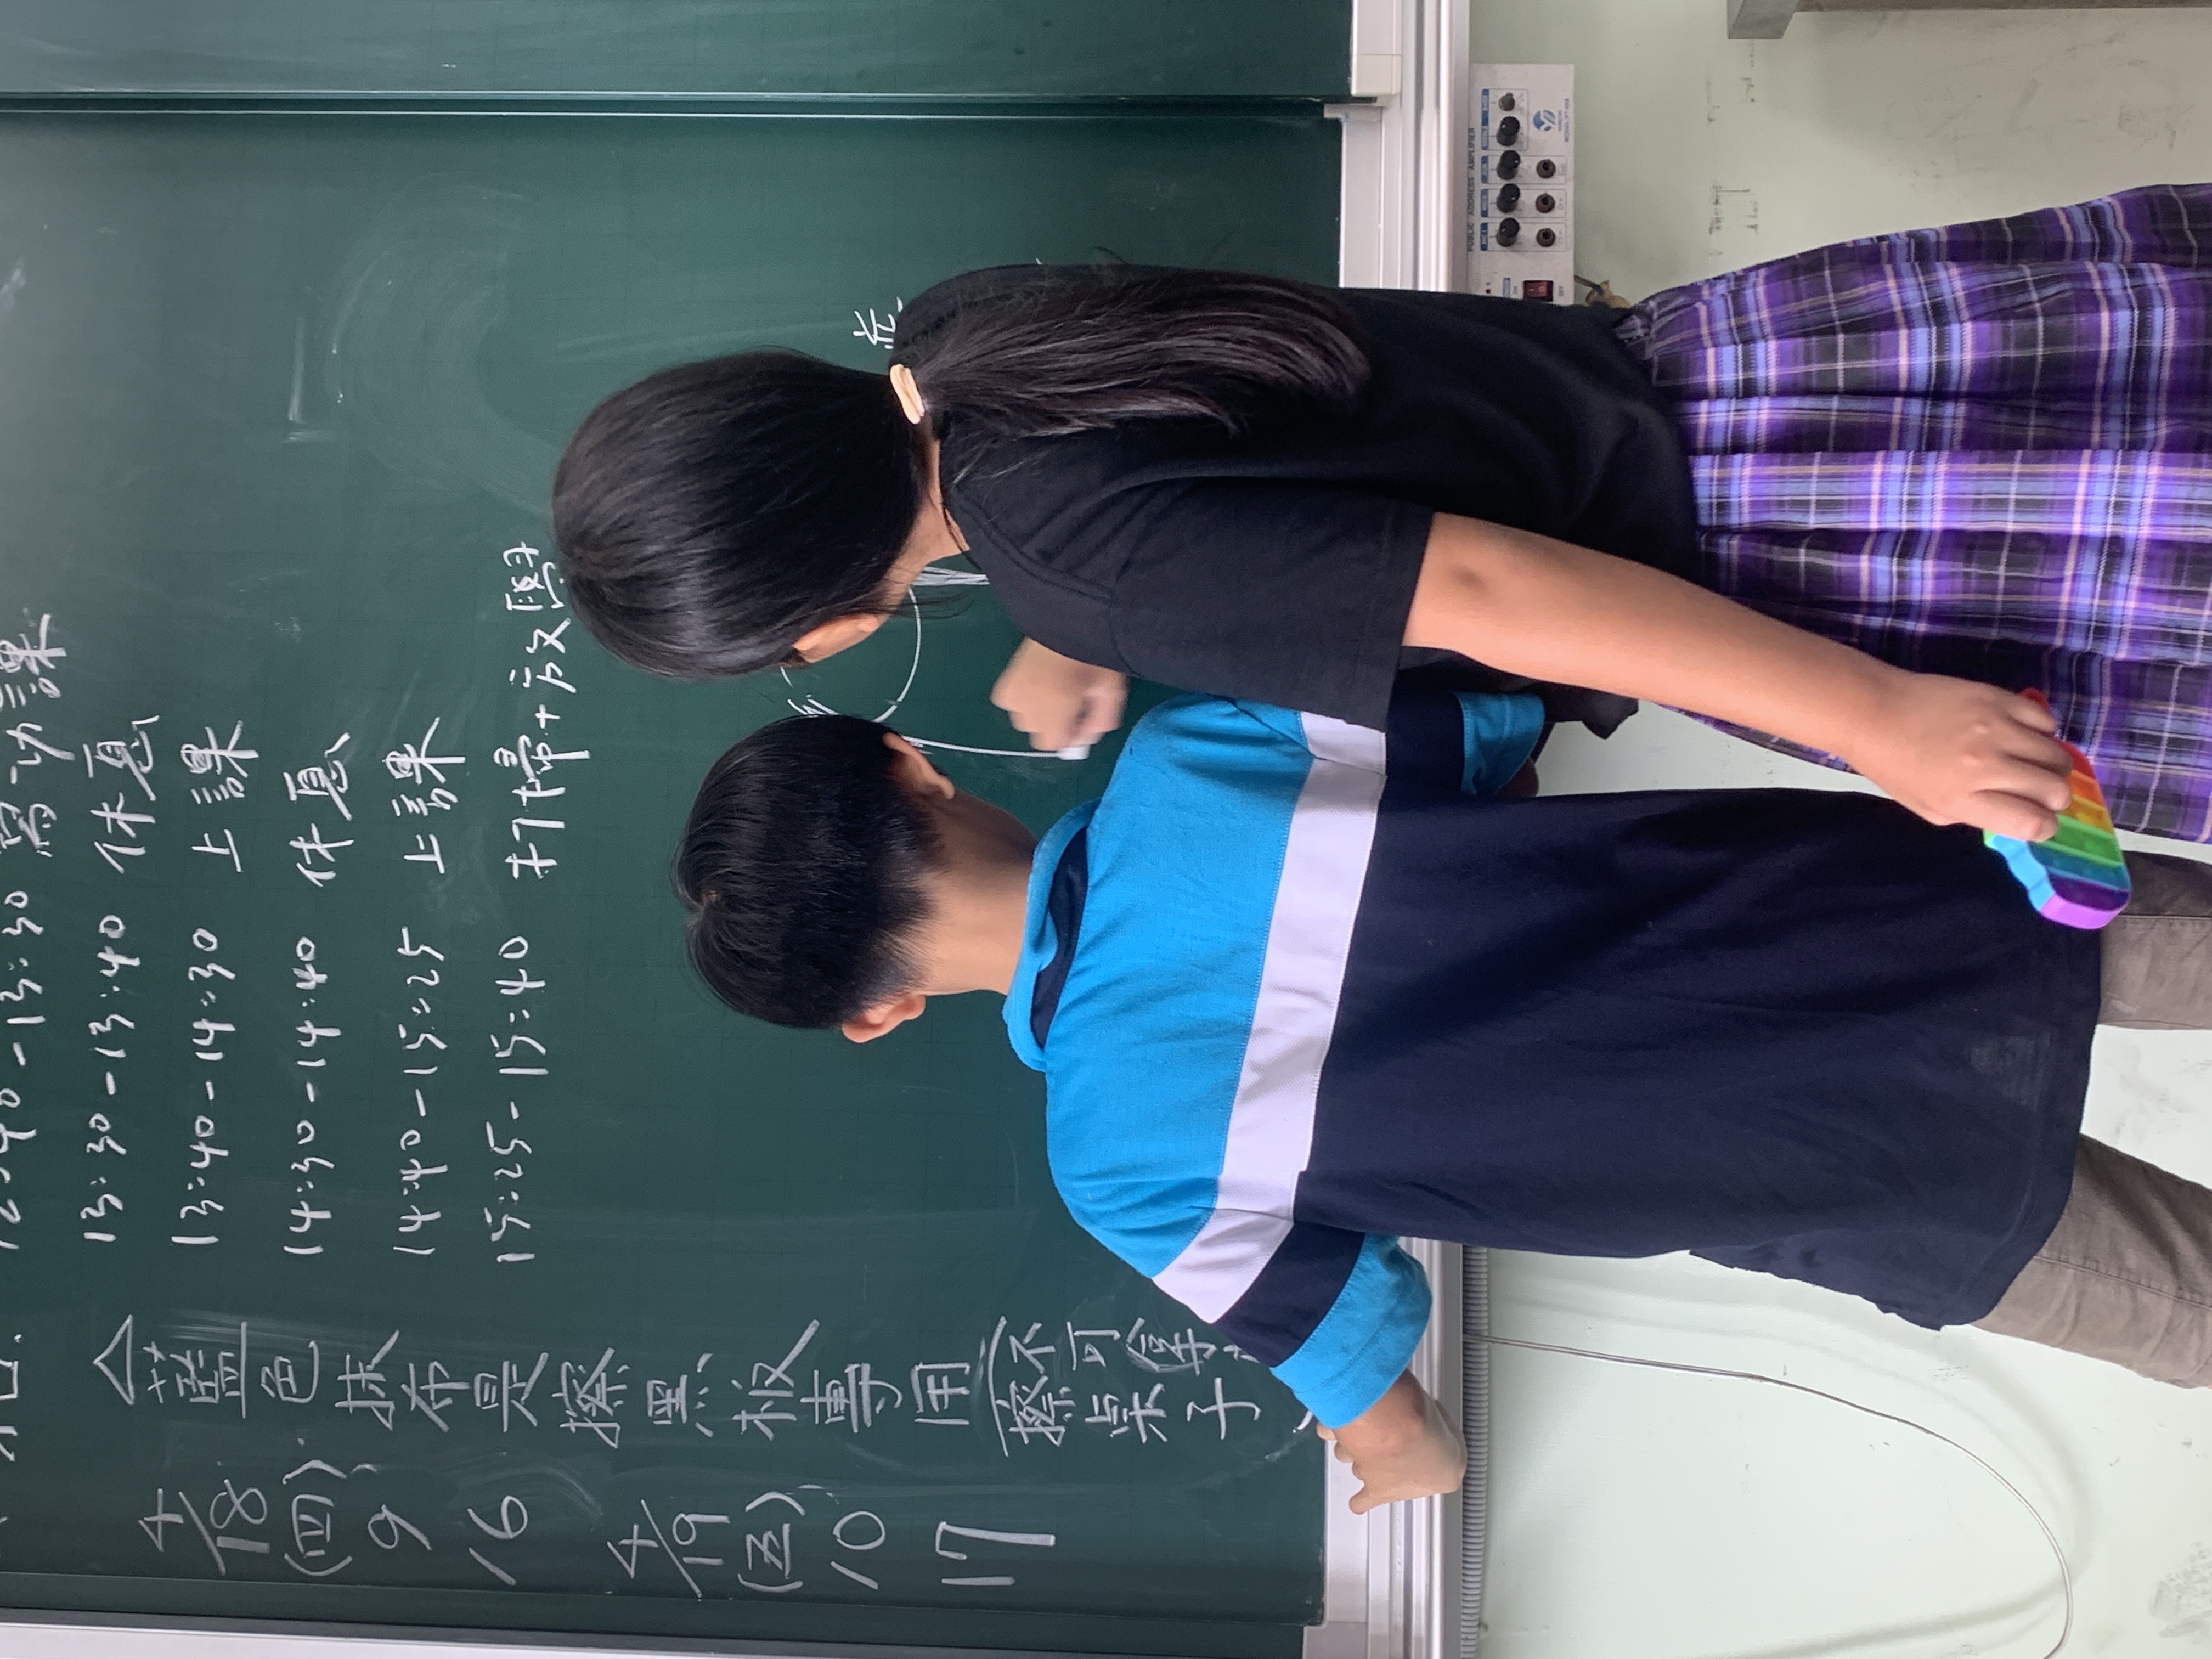 12:40-13:30 寫功課
13:30-13:40 休息
13:40-14:30 上課
14:30-14:40 休息
14:40-15:25 上課
15:25-15:40 打掃+放學
△藍色抹布是擦黑板專用(不可拿
擦桌子
4/18(四)
9
16
4/19(五)
10
17
PUBLIC ADDRESS AMPLIFIER